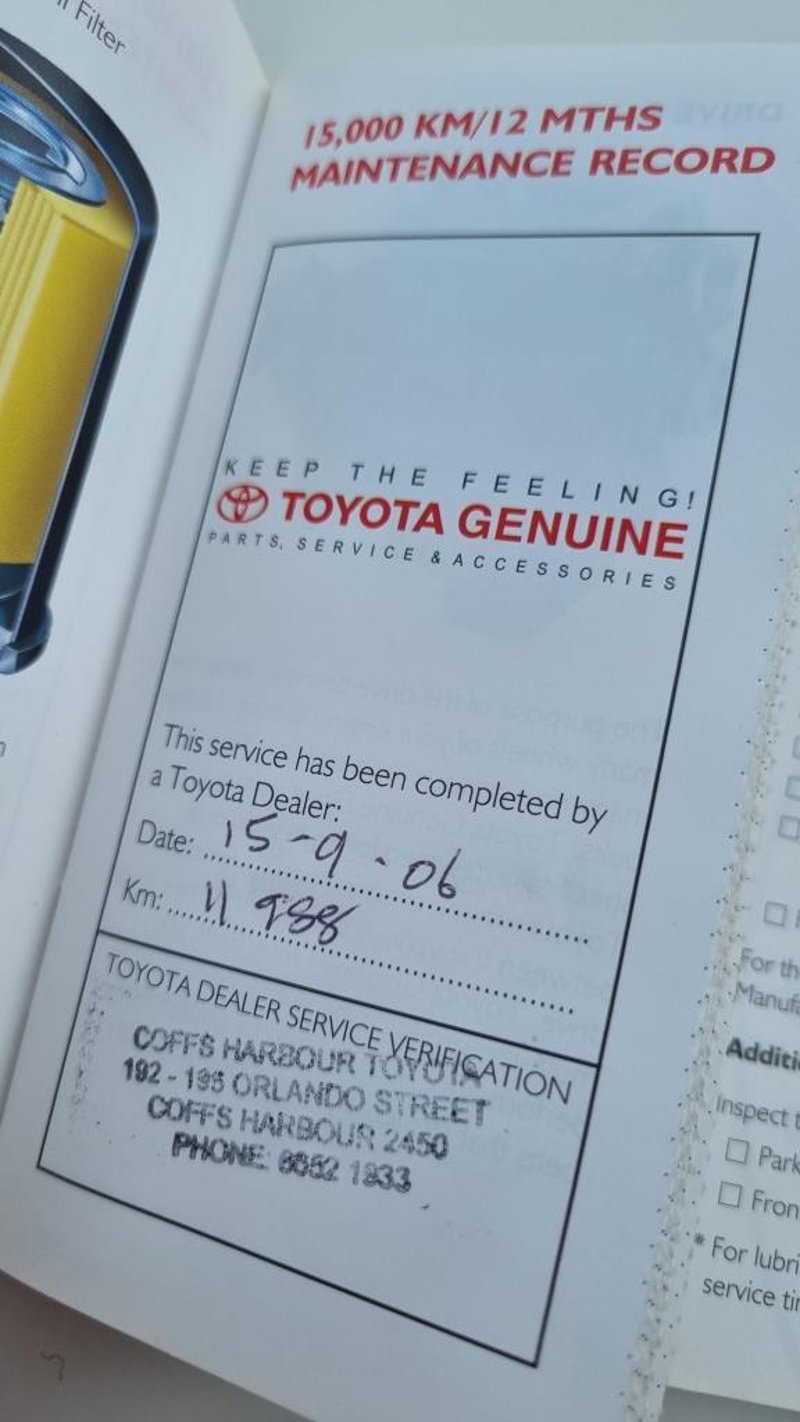 Filter
15,000 KM/12 MTHS
MAINTENANCE RECORD
KEEP THE FEELING!
TOYOTA GENUINE
PARTS, SERVICE & ACCESSORIES
This service has been completed by
a Toyota Dealer:
Date: 15-9-06
Km: 11 988
TOYOTA DEALER SERVICE VERIFICATION
COFFS HARBOUR TOYOTA
192 - 195 ORLANDO STREET
COFFS HARBOUR 2450
PHONE: 6652 1933
For the
Manufa
Additi
Inspect t
Park
Fron
* For lubri
service ti